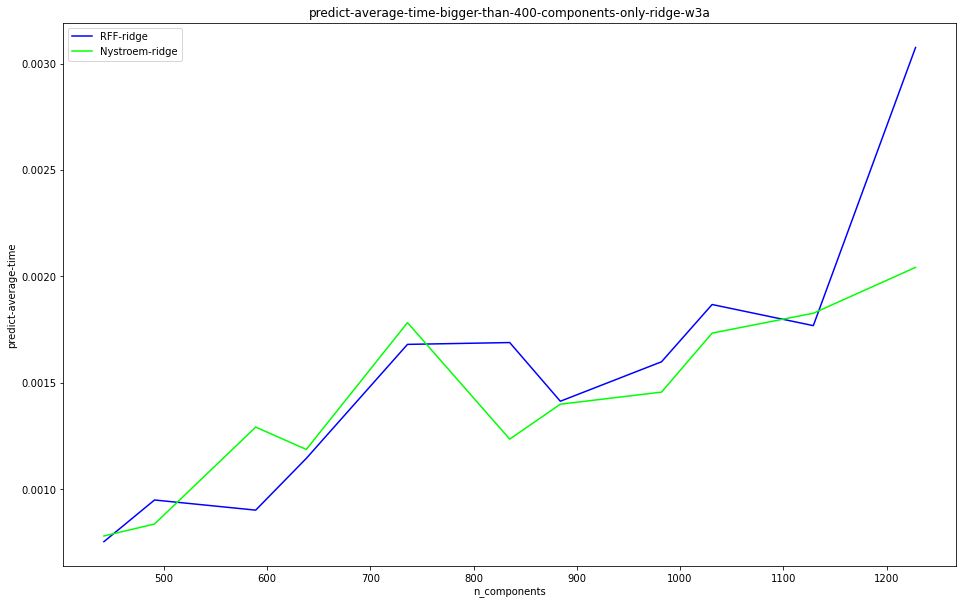 predict-average-time-bigger-than-400-components-only-ridge-w3a
RFF-ridge
Nystroem-ridge
0.0030
0.0025
0.0020
0.0015
0.0010
predict-average-time
500 600 700 800 900 1000 1100 1200
n_components